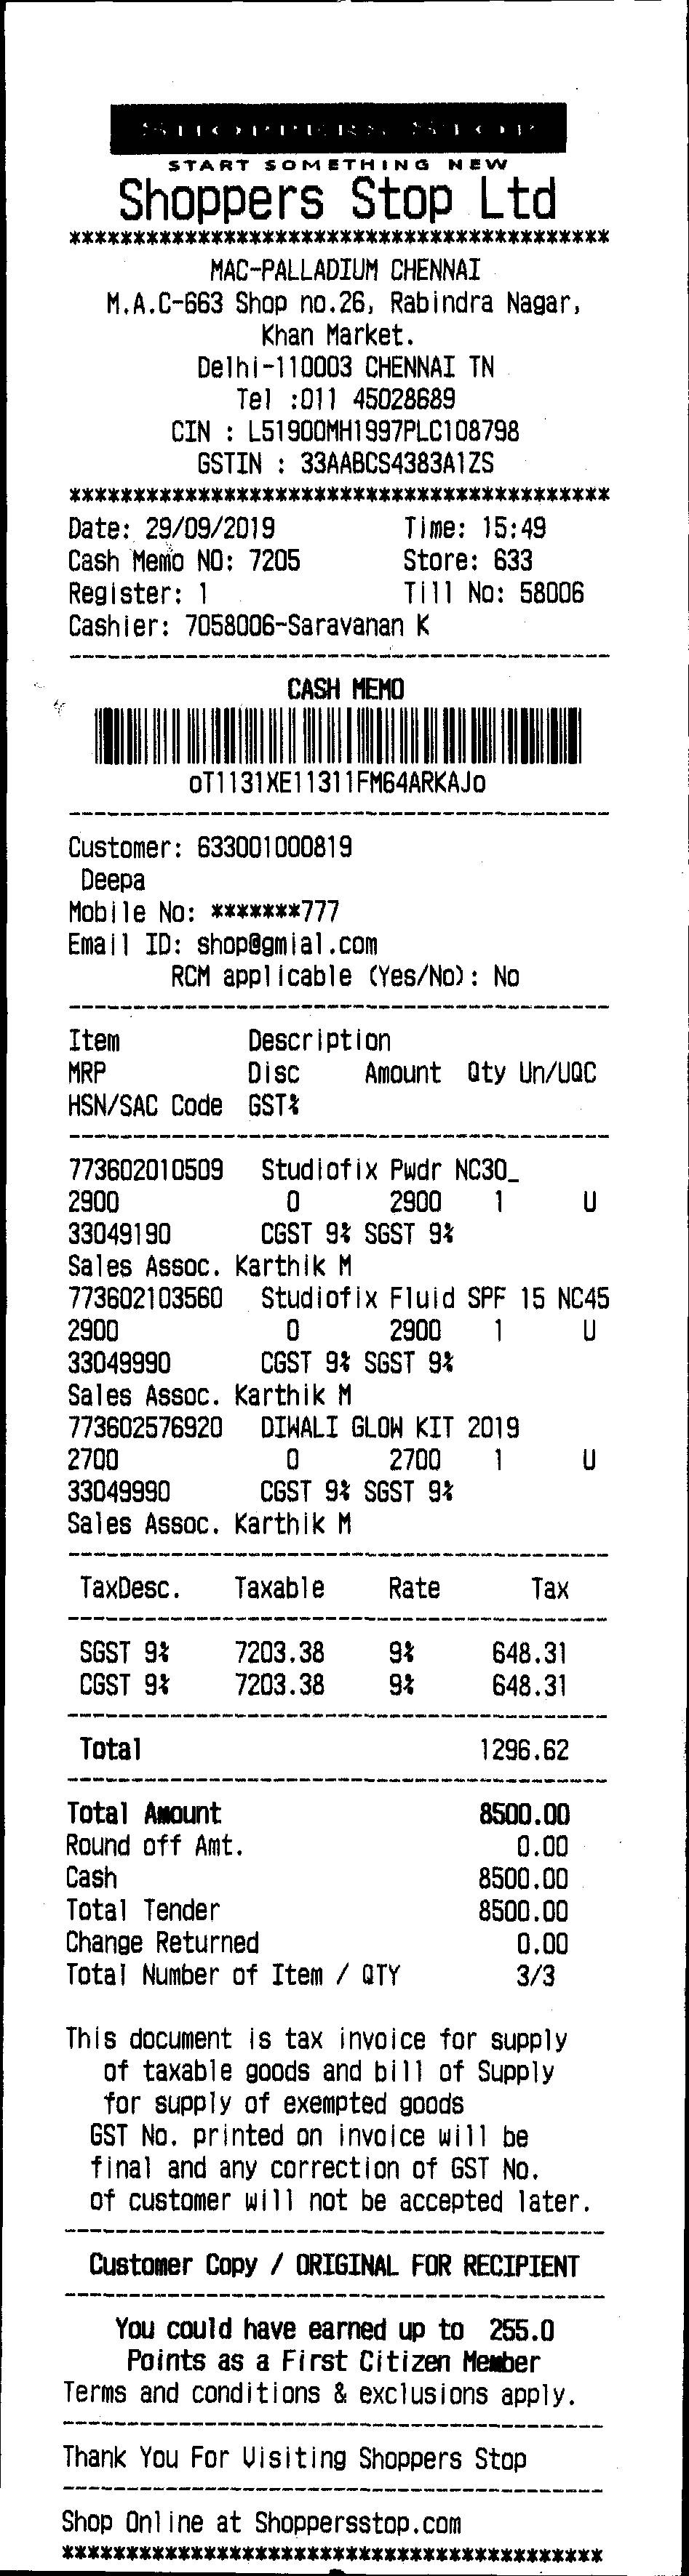 SHOPPERS STOP
START SOMETHING NEW
Shoppers Stop Ltd
******************************************
MAC-PALLADIUM CHENNAI
M.A.C-663 Shop no.26, Rabindra Nagar,
Khan Market.
Delhi-110003 CHENNAI TN
Tel :011 45028689
CIN : L51900MH1997PLC108798
GSTIN : 33AABCS4383A1ZS
******************************************
Date: 29/09/2019 Time: 15:49
Cash Memo NO: 7205 Store: 633
Register: 1 Till No: 58006
Cashier: 7058006-Saravanan K
------------------------------------------
CASH MEMO
oT1131XE11311FM64ARKAJo
------------------------------------------
Customer: 633001000819
Deepa
Mobile No: *******777
Email ID: shop@gmial.com
RCM applicable (Yes/No): No
------------------------------------------
Item Description
MRP Disc Amount Qty Un/UQC
HSN/SAC Code GST%
------------------------------------------
773602010509 Studiofix Pwdr NC30_
2900 0 2900 1 U
33049190 CGST 9% SGST 9%
Sales Assoc. Karthik M
773602103560 Studiofix Fluid SPF 15 NC45
2900 0 2900 1 U
33049990 CGST 9% SGST 9%
Sales Assoc. Karthik M
773602576920 DIWALI GLOW KIT 2019
2700 0 2700 1 U
33049990 CGST 9% SGST 9%
Sales Assoc. Karthik M
------------------------------------------
TaxDesc. Taxable Rate Tax
------------------------------------------
SGST 9% 7203.38 9% 648.31
CGST 9% 7203.38 9% 648.31
------------------------------------------
Total 1296.62
------------------------------------------
Total Amount 8500.00
Round off Amt. 0.00
Cash 8500.00
Total Tender 8500.00
Change Returned 0.00
Total Number of Item / QTY 3/3
This document is tax invoice for supply
of taxable goods and bill of Supply
for supply of exempted goods
GST No. printed on invoice will be
final and any correction of GST No.
of customer will not be accepted later.
------------------------------------------
Customer Copy / ORIGINAL FOR RECIPIENT
------------------------------------------
You could have earned up to 255.0
Points as a First Citizen Member
Terms and conditions & exclusions apply.
------------------------------------------
Thank You For Visiting Shoppers Stop
------------------------------------------
Shop Online at Shoppersstop.com
******************************************